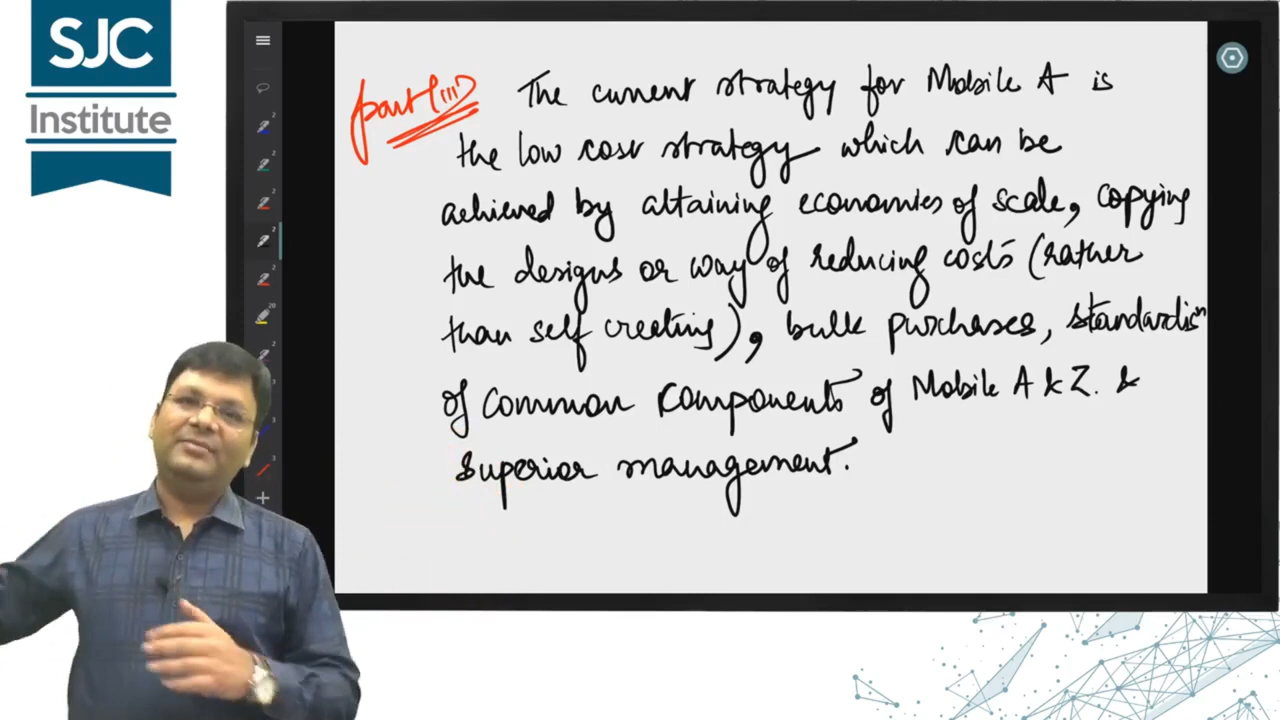 SJC
Institute
part (iii) The current strategy for Mobile A is
the low cost strategy which can be
achieved by attaining economies of scale, copying
the designs or way of reducing costs (rather
than self creating), bulk purchases, standardisn
of common components of Mobile A & Z. &
superior management.